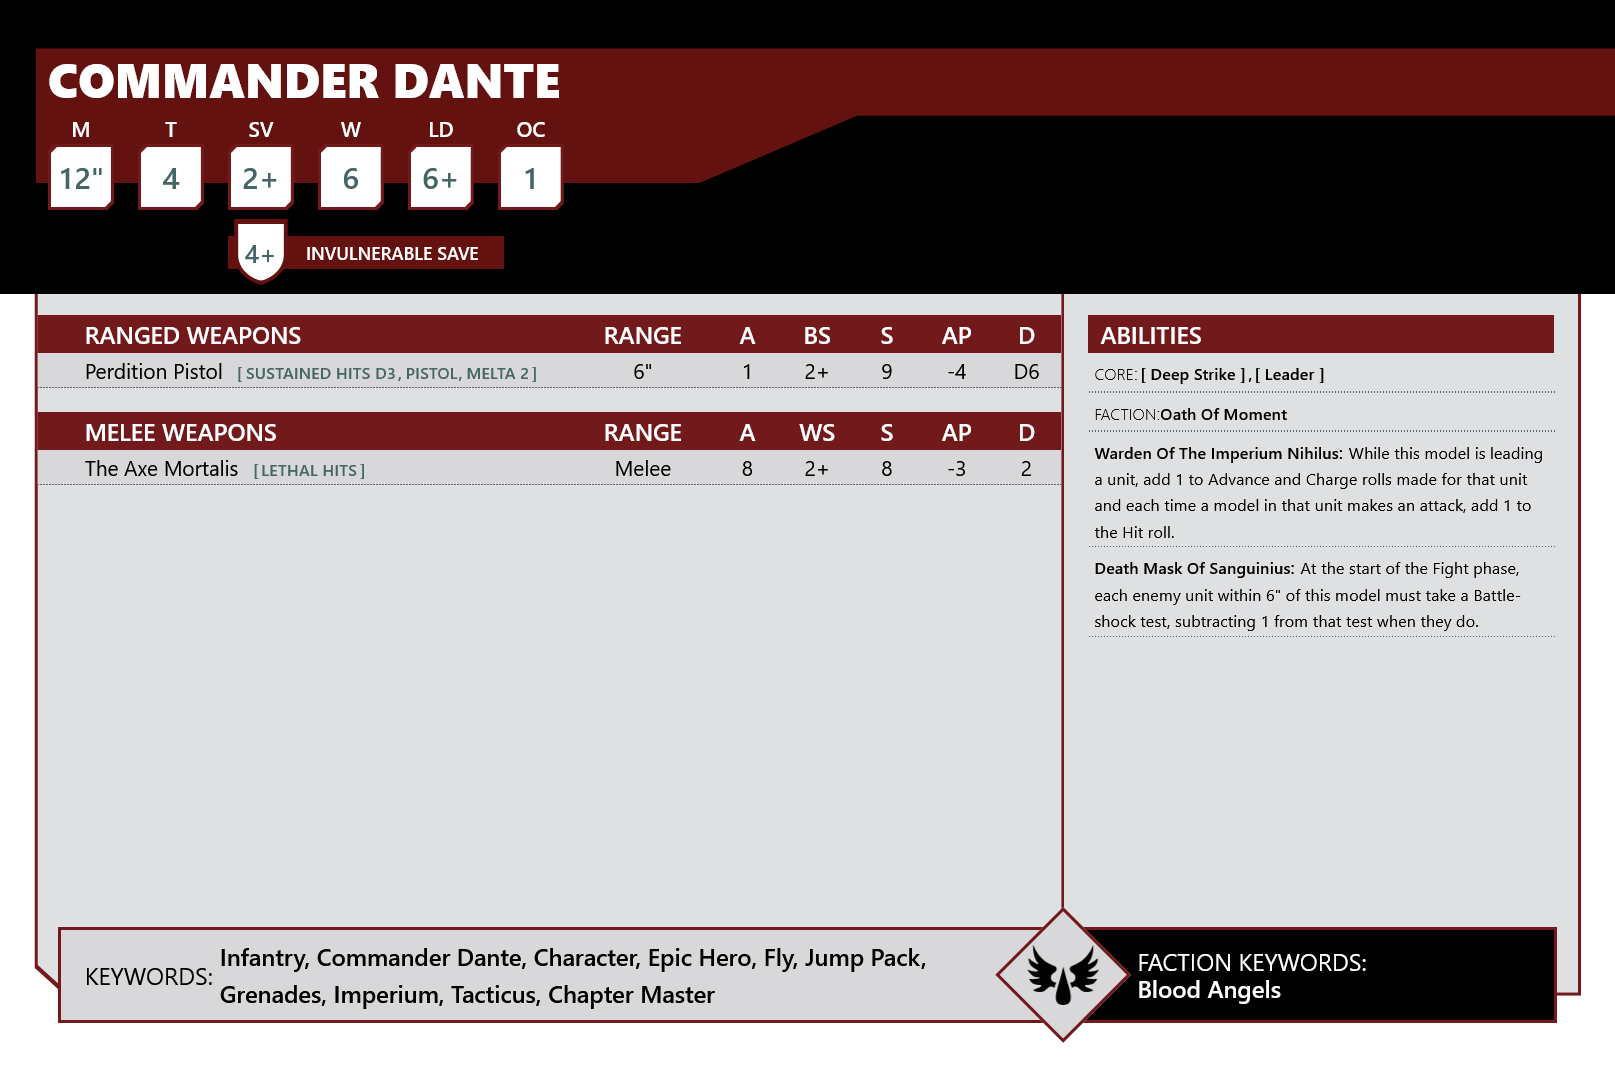 COMMANDER DANTE
M T SV W LD OC
12" 4 2+ 6 6+ 1
4+ INVULNERABLE SAVE
RANGED WEAPONS RANGE A BS S AP D
Perdition Pistol [ SUSTAINED HITS D3, PISTOL, MELTA 2 ] 6" 1 2+ 9 -4 D6
MELEE WEAPONS RANGE A WS S AP D
The Axe Mortalis [ LETHAL HITS ] Melee 8 2+ 8 -3 2
ABILITIES
CORE: [ Deep Strike ] , [ Leader ]
FACTION:Oath Of Moment
Warden Of The Imperium Nihilus: While this model is leading
a unit, add 1 to Advance and Charge rolls made for that unit
and each time a model in that unit makes an attack, add 1 to
the Hit roll.
Death Mask Of Sanguinius: At the start of the Fight phase,
each enemy unit within 6" of this model must take a Battle-
shock test, subtracting 1 from that test when they do.
KEYWORDS: Infantry, Commander Dante, Character, Epic Hero, Fly, Jump Pack,
Grenades, Imperium, Tacticus, Chapter Master
FACTION KEYWORDS:
Blood Angels